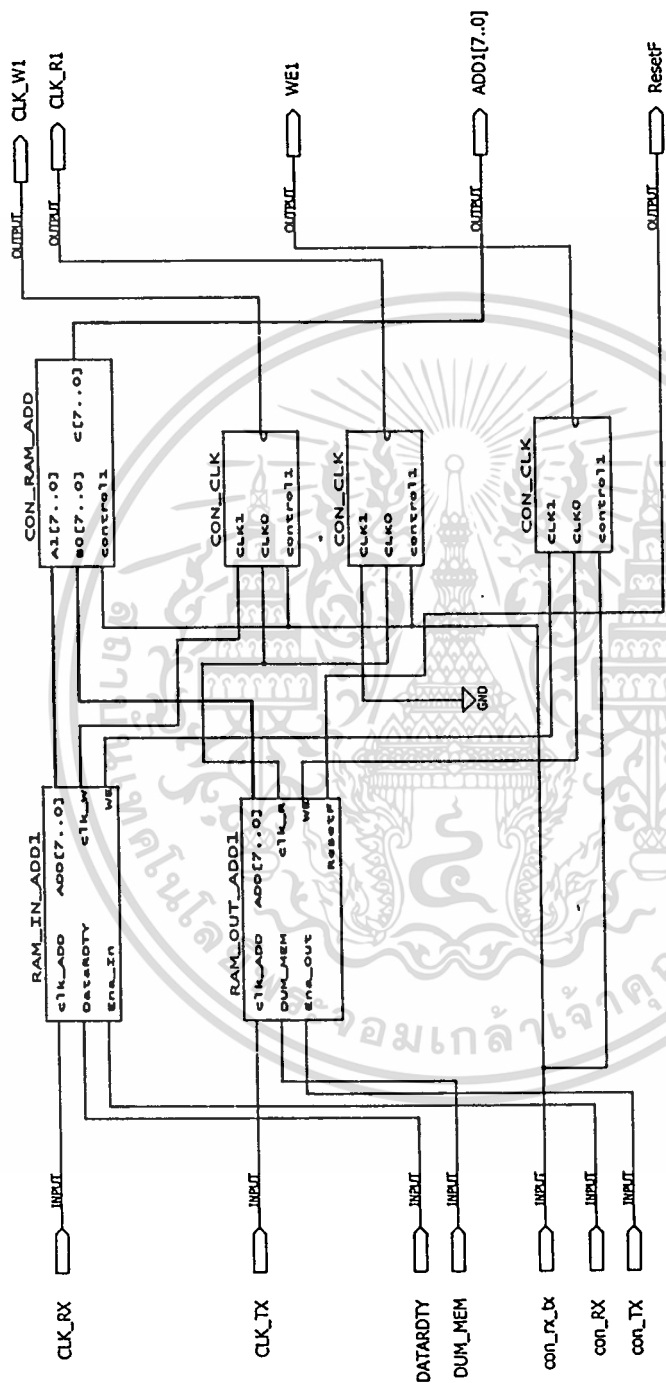 CLK_W1
CLK_R1
WE1
ADD1[7..0]
ResetF
OUTPUT
OUTPUT
OUTPUT
OUTPUT
OUTPUT
CON_RAM_ADD
A1[7..0]
B0[7..0] C[7..0]
control1
CON_CLK
CLK1
CLK0
control1
CON_CLK
CLK1
CLK0
control1
CON_CLK
CLK1
CLK0
control1
GND
RAM_IN_ADD1
clk_ADD ADD[7..0]
DataRDTY clk_W
Ena_In WE
RAM_OUT_ADD1
clk_ADD ADD[7..0]
DUM_MEM clk_R
Ena_Out WE
ResetF
INPUT
INPUT
INPUT
INPUT
INPUT
INPUT
INPUT
CLK_RX
CLK_TX
DATARDTY
DUM_MEM
con_rx_tx
con_RX
con_TX